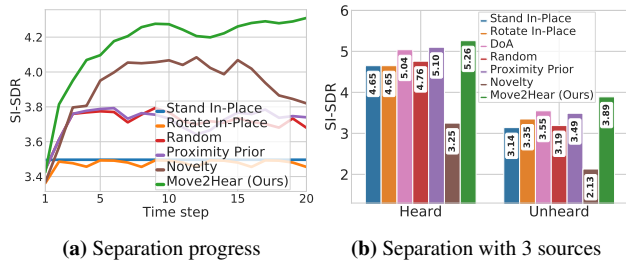 SI-SDR
4.2
4.0
3.8
3.6
3.4
1
5
10
15
20
Time step
Stand In-Place
Rotate In-Place
Random
Proximity Prior
Novelty
Move2Hear (Ours)
(a) Separation progress
SI-SDR
6
5
4
3
2
Stand In-Place
Rotate In-Place
DoA
Random
Proximity Prior
Novelty
Move2Hear (Ours)
4.65
4.65
5.04
4.76
5.10
3.25
5.26
3.14
3.35
3.55
3.19
3.49
2.13
3.89
Heard
Unheard
(b) Separation with 3 sources